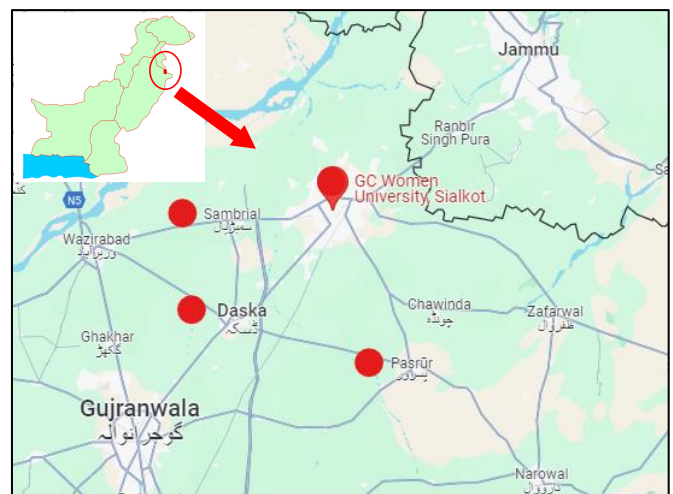 Jammu
Ranbir
Singh Pura
GC Women
University, Sialkot
N5
Sambrial
سمبڑیال
Wazirabad
وزیرآباد
Daska
ڈسکہ
Chawinda
چونڈہ
Zafarwal
ظفروال
Ghakhar
گکھڑ
Pasrūr
پسرور
Gujranwala
گوجرانوالہ
Narowal
نارووال